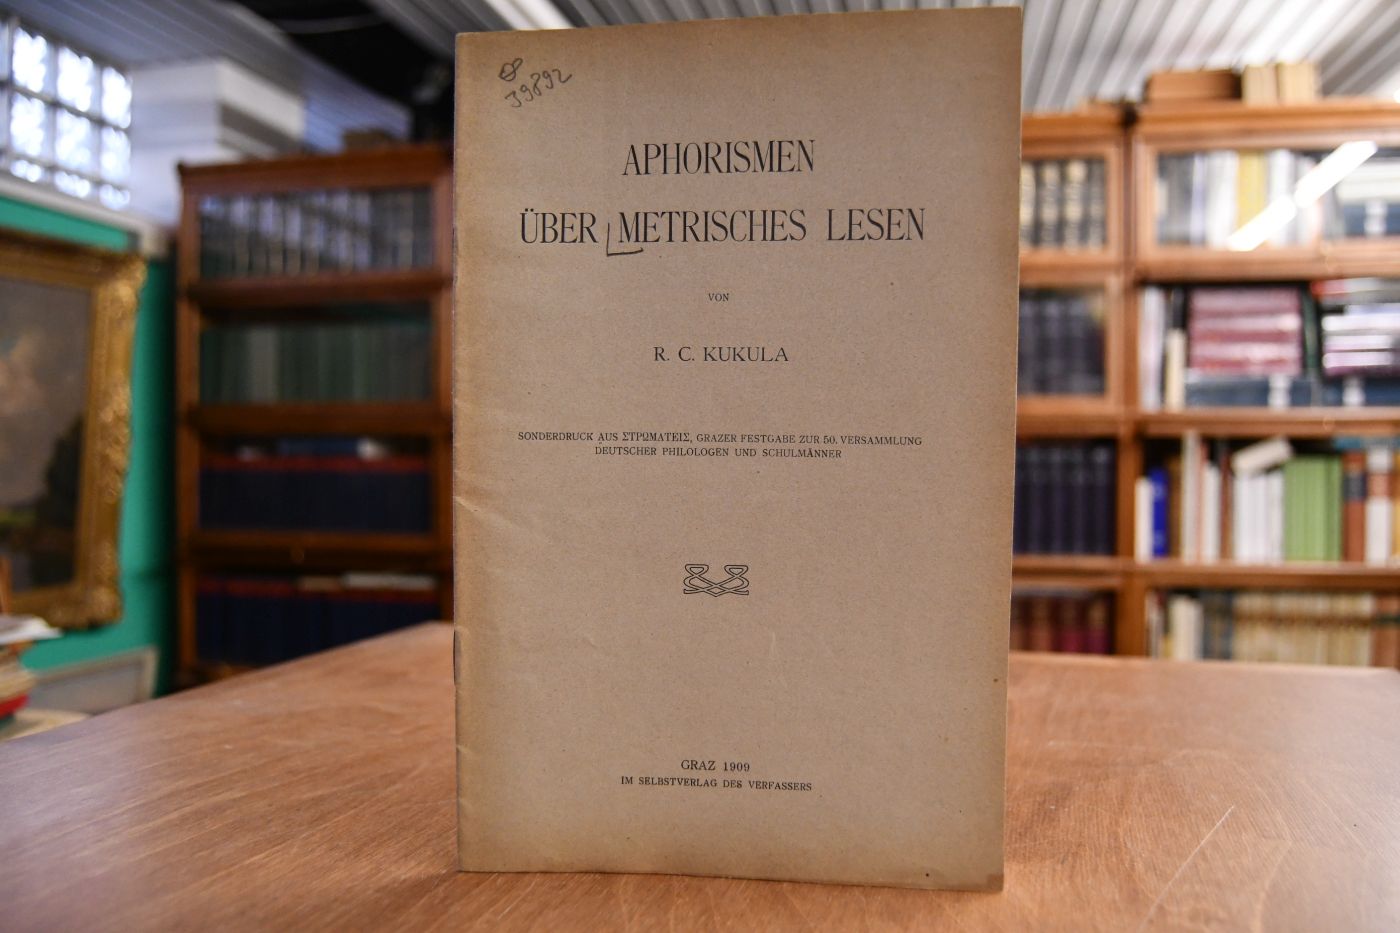 39892
APHORISMEN
ÜBER METRISCHES LESEN
VON
R. C. KUKULA
SONDERDRUCK AUS ΣΤΡΩΜΑΤΕΙΣ, GRAZER FESTGABE ZUR 50. VERSAMMLUNG
DEUTSCHER PHILOLOGEN UND SCHULMÄNNER
GRAZ 1909
IM SELBSTVERLAG DES VERFASSERS